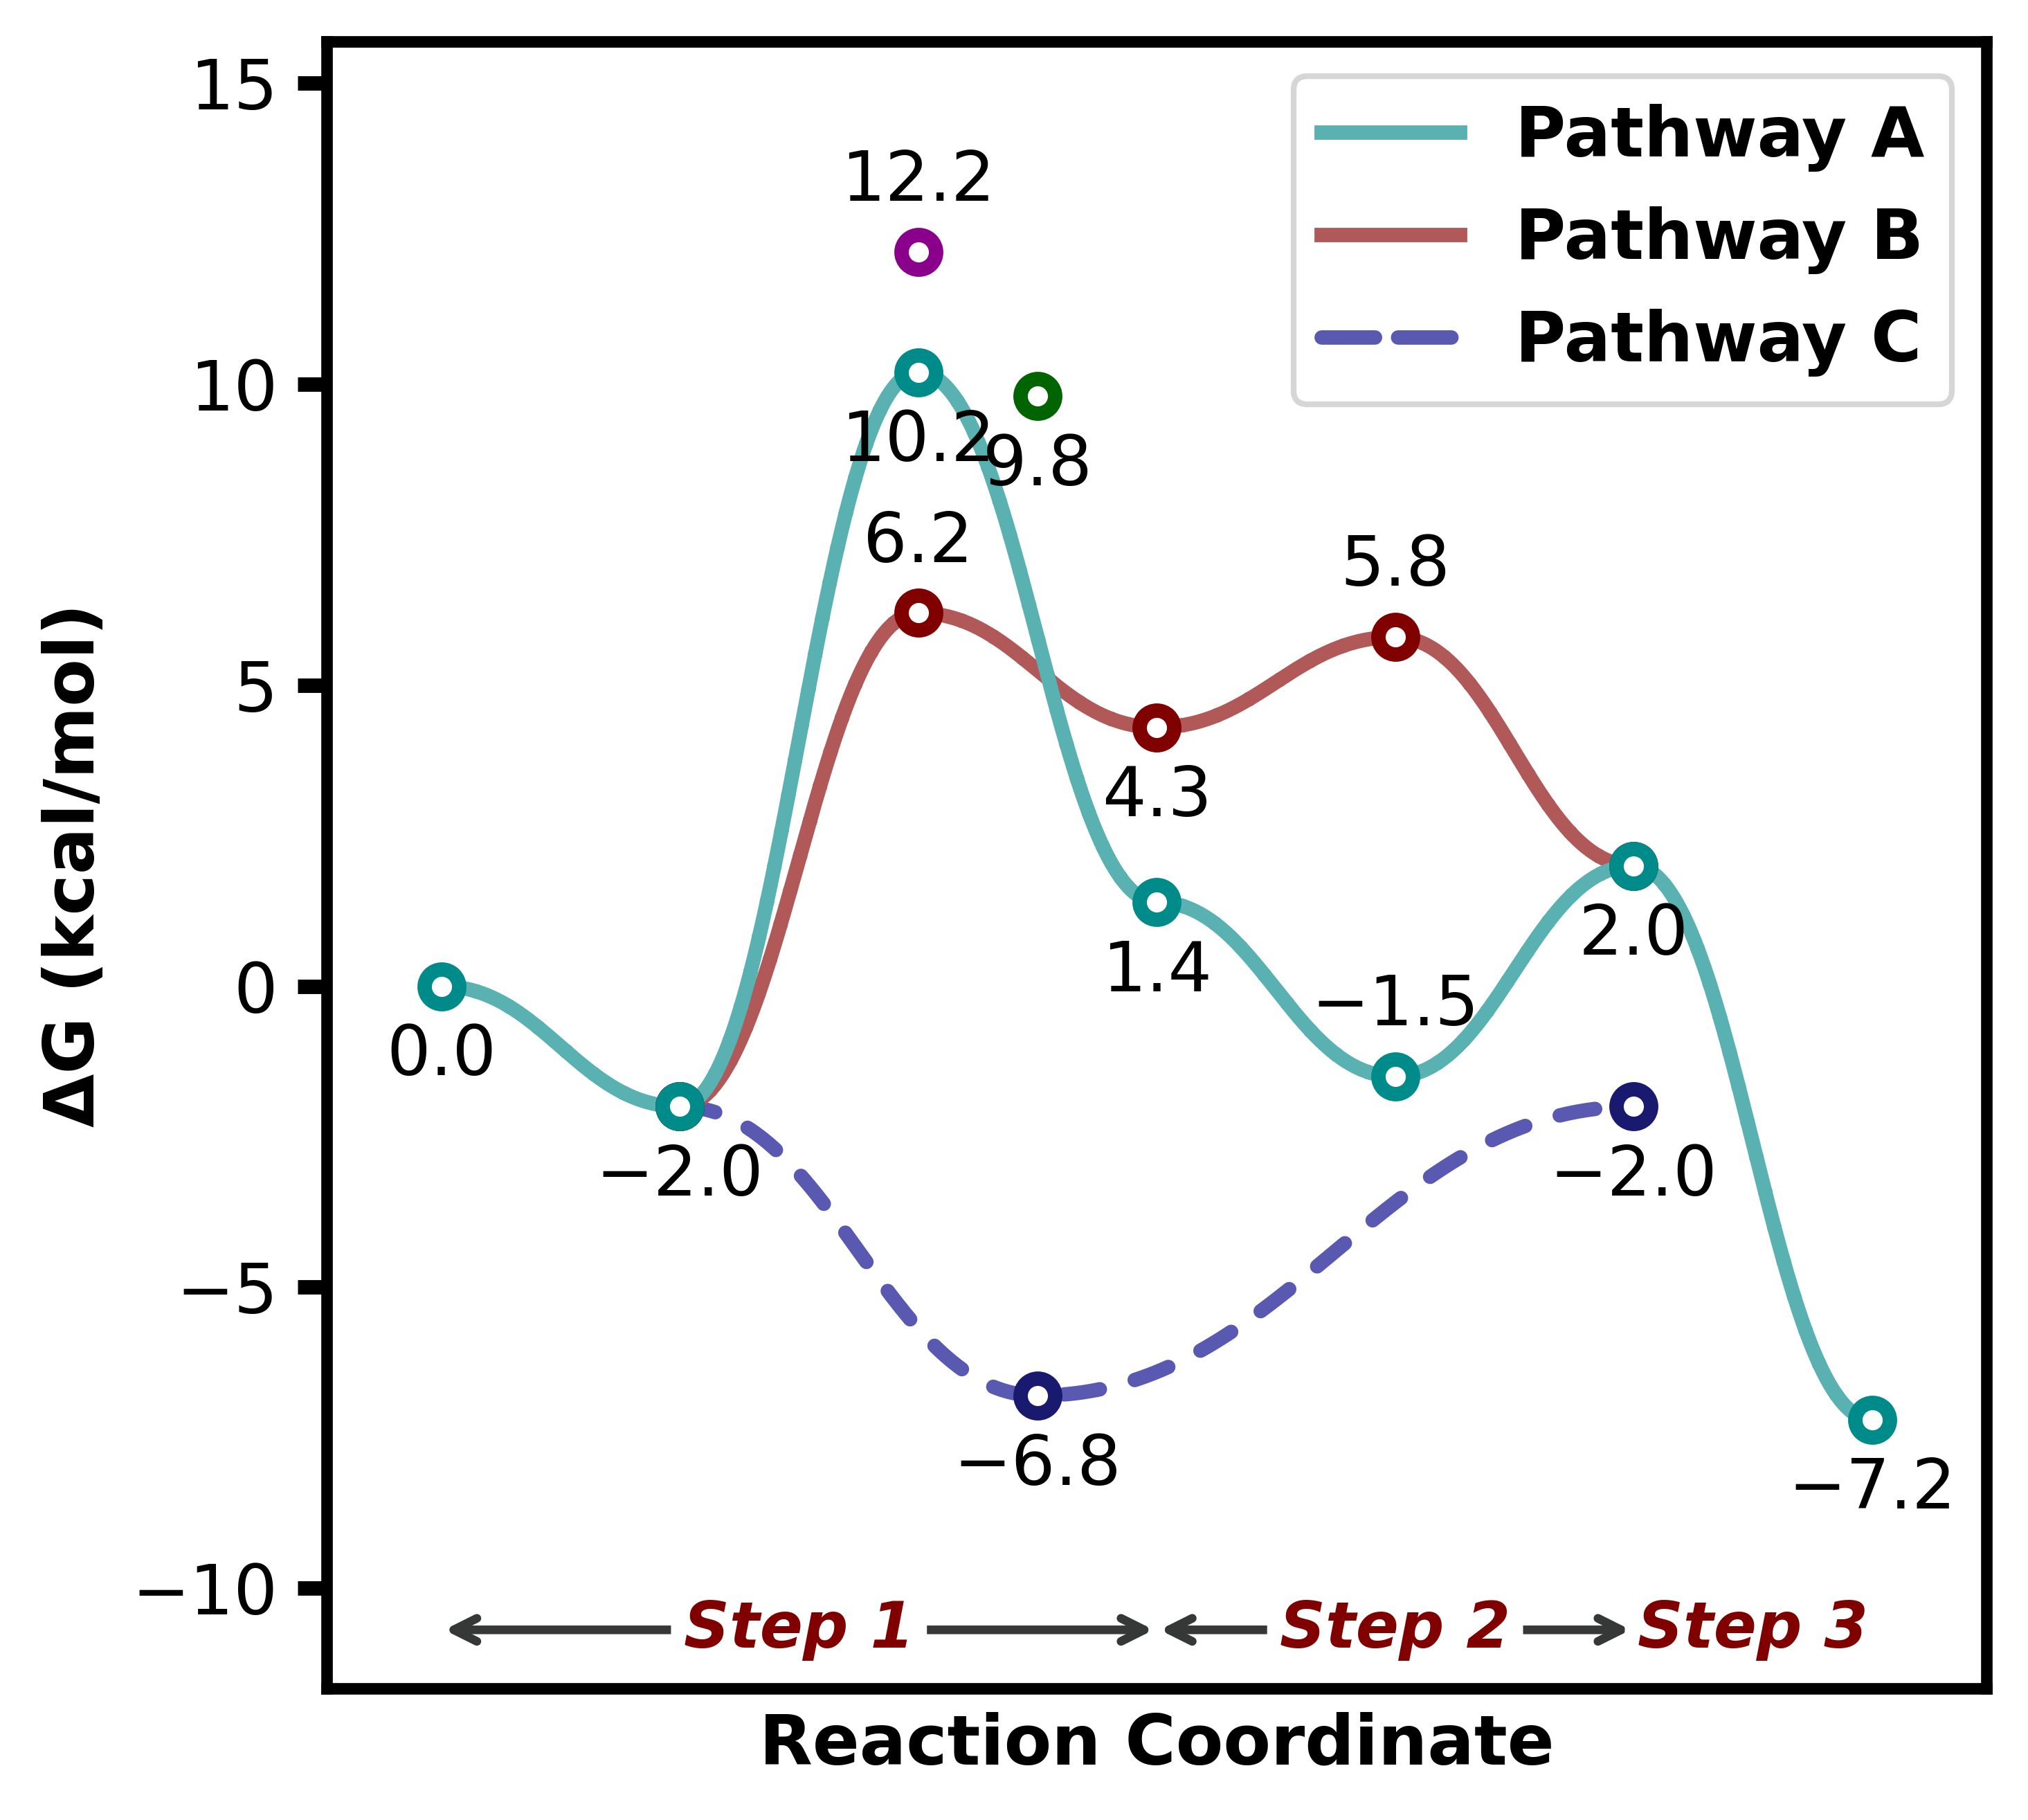 15
10
5
0
−5
−10
ΔG (kcal/mol)
Pathway A
Pathway B
Pathway C
12.2
10.2
9.8
6.2
5.8
4.3
2.0
1.4
−1.5
0.0
−2.0
−2.0
−6.8
−7.2
Step 1
Step 2
Step 3
Reaction Coordinate